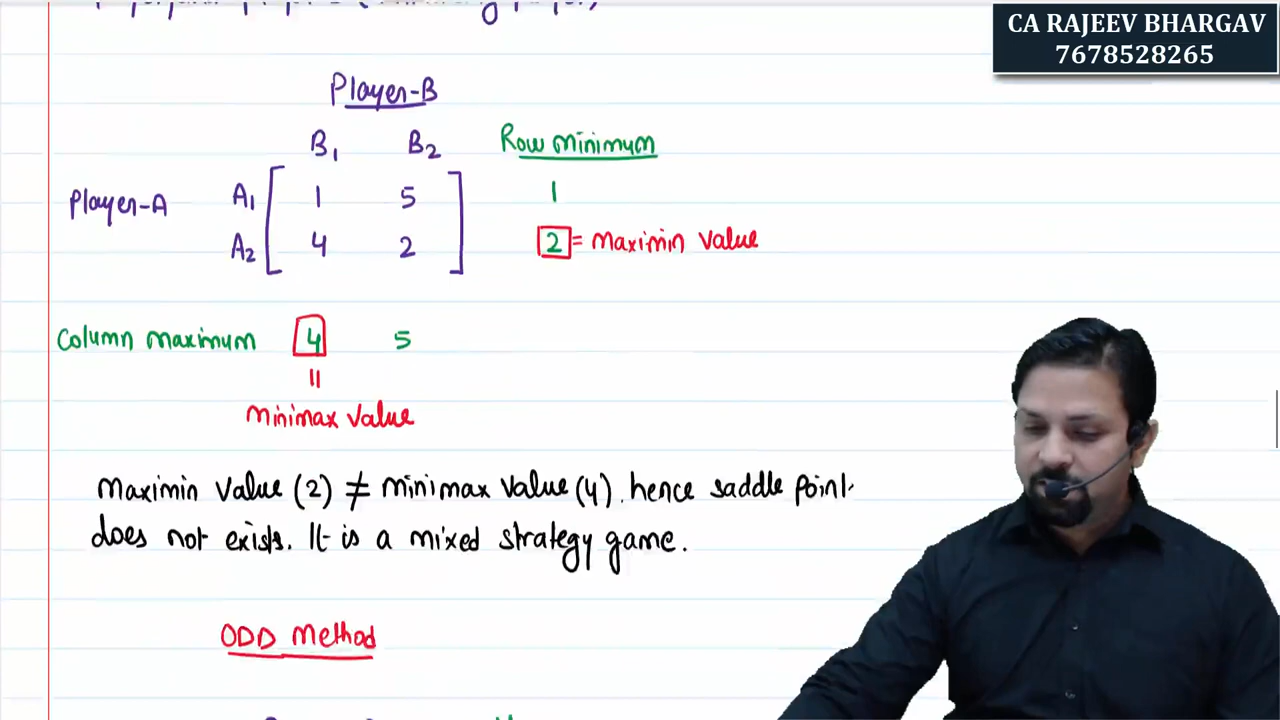 CA RAJEEV BHARGAV
7678528265
Player-B
B1 B2 Row minimum
Player-A A1 1 5 1
A2 4 2 2 = maximin value
Column maximum 4 5
॥
minimax value
maximin value (2) ≠ minimax value (4). hence saddle point
does not exists. It is a mixed strategy game.
ODD method